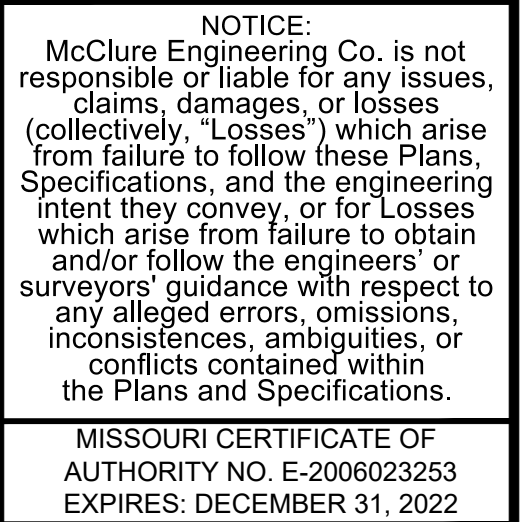 NOTICE:
McClure Engineering Co. is not
responsible or liable for any issues,
claims, damages, or losses
(collectively, “Losses”) which arise
from failure to follow these Plans,
Specifications, and the engineering
intent they convey, or for Losses
which arise from failure to obtain
and/or follow the engineers’ or
surveyors' guidance with respect to
any alleged errors, omissions,
inconsistences, ambiguities, or
conflicts contained within
the Plans and Specifications.
MISSOURI CERTIFICATE OF
AUTHORITY NO. E-2006023253
EXPIRES: DECEMBER 31, 2022